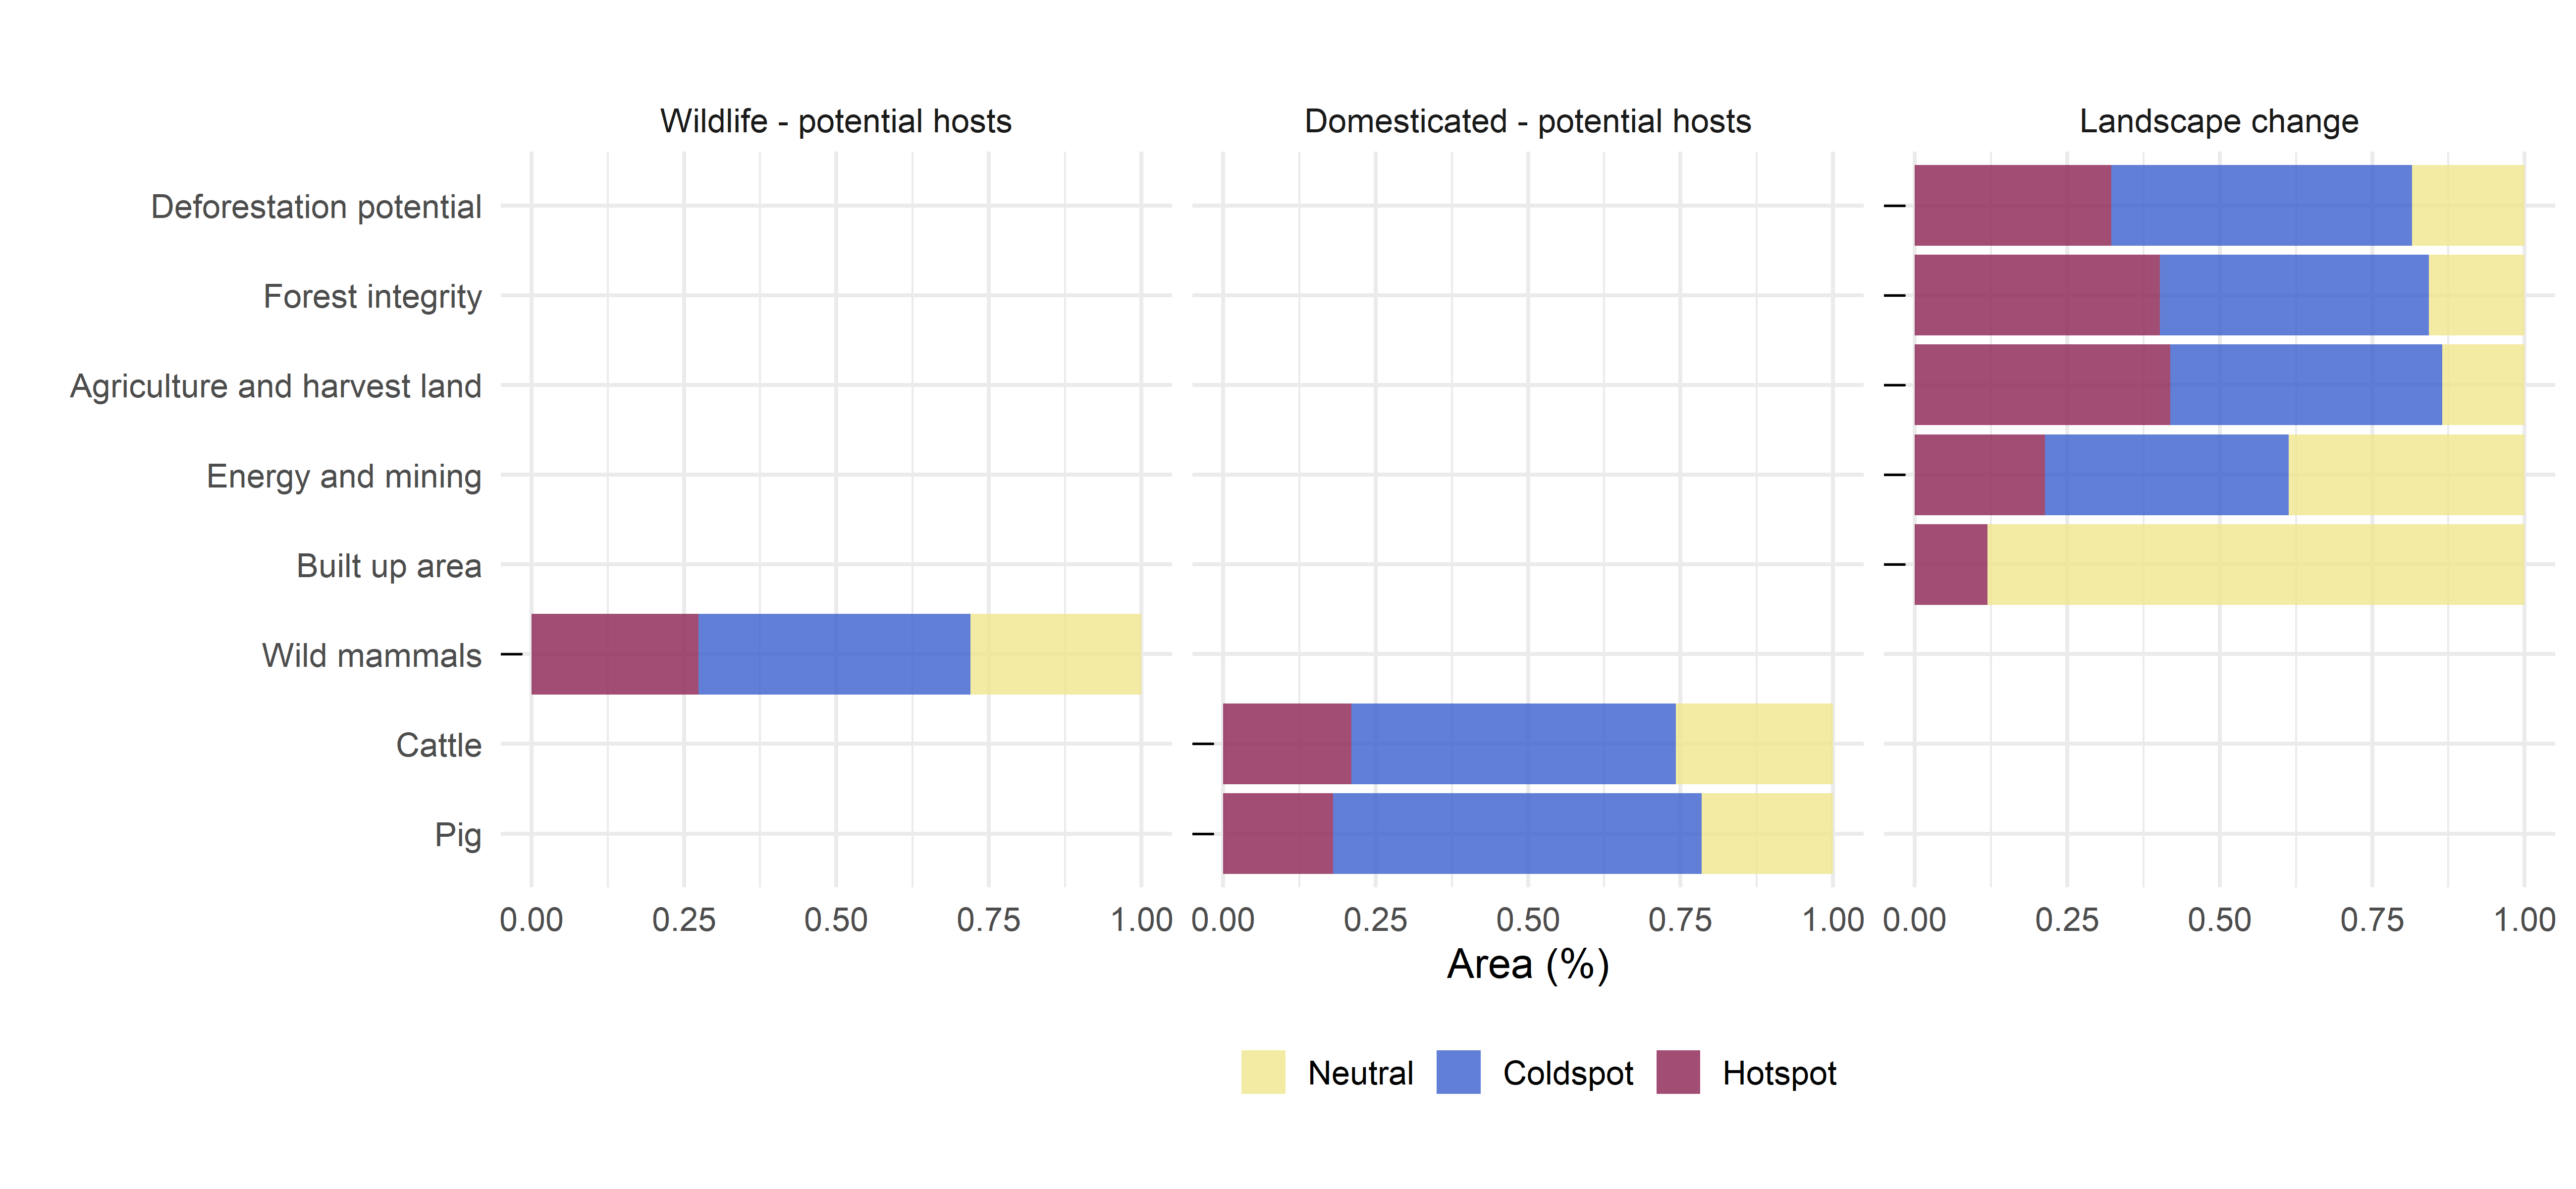 Wildlife - potential hosts
Domesticated - potential hosts
Landscape change
Deforestation potential
Forest integrity
Agriculture and harvest land
Energy and mining
Built up area
Wild mammals
Cattle
Pig
0.00 0.25 0.50 0.75 1.00
0.00 0.25 0.50 0.75 1.00
0.00 0.25 0.50 0.75 1.00
Area (%)
Neutral Coldspot Hotspot